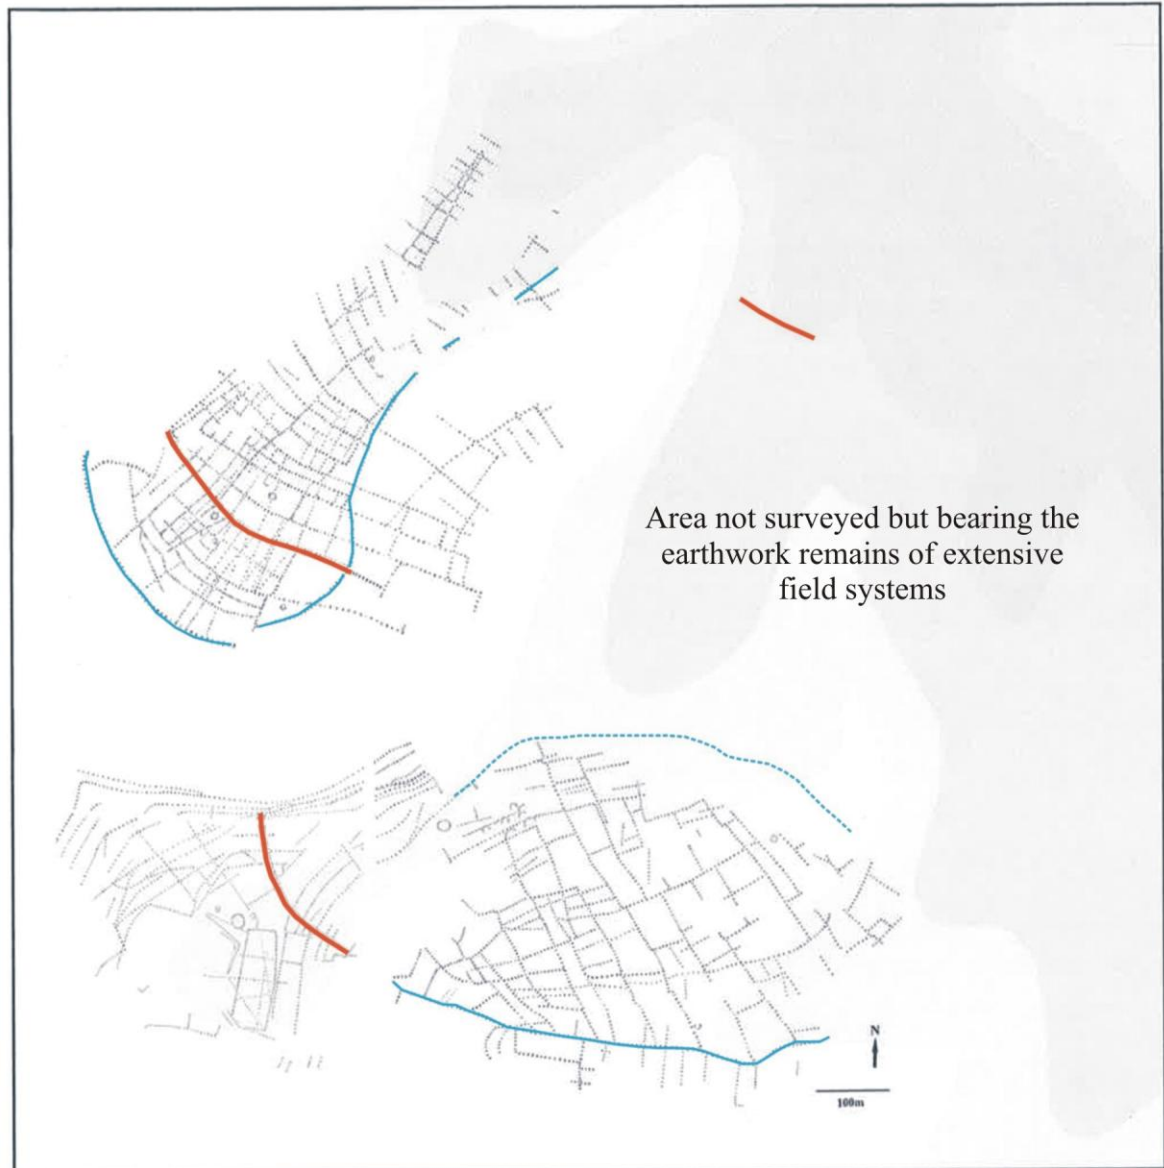 Area not surveyed but bearing the
earthwork remains of extensive
field systems
N
100m